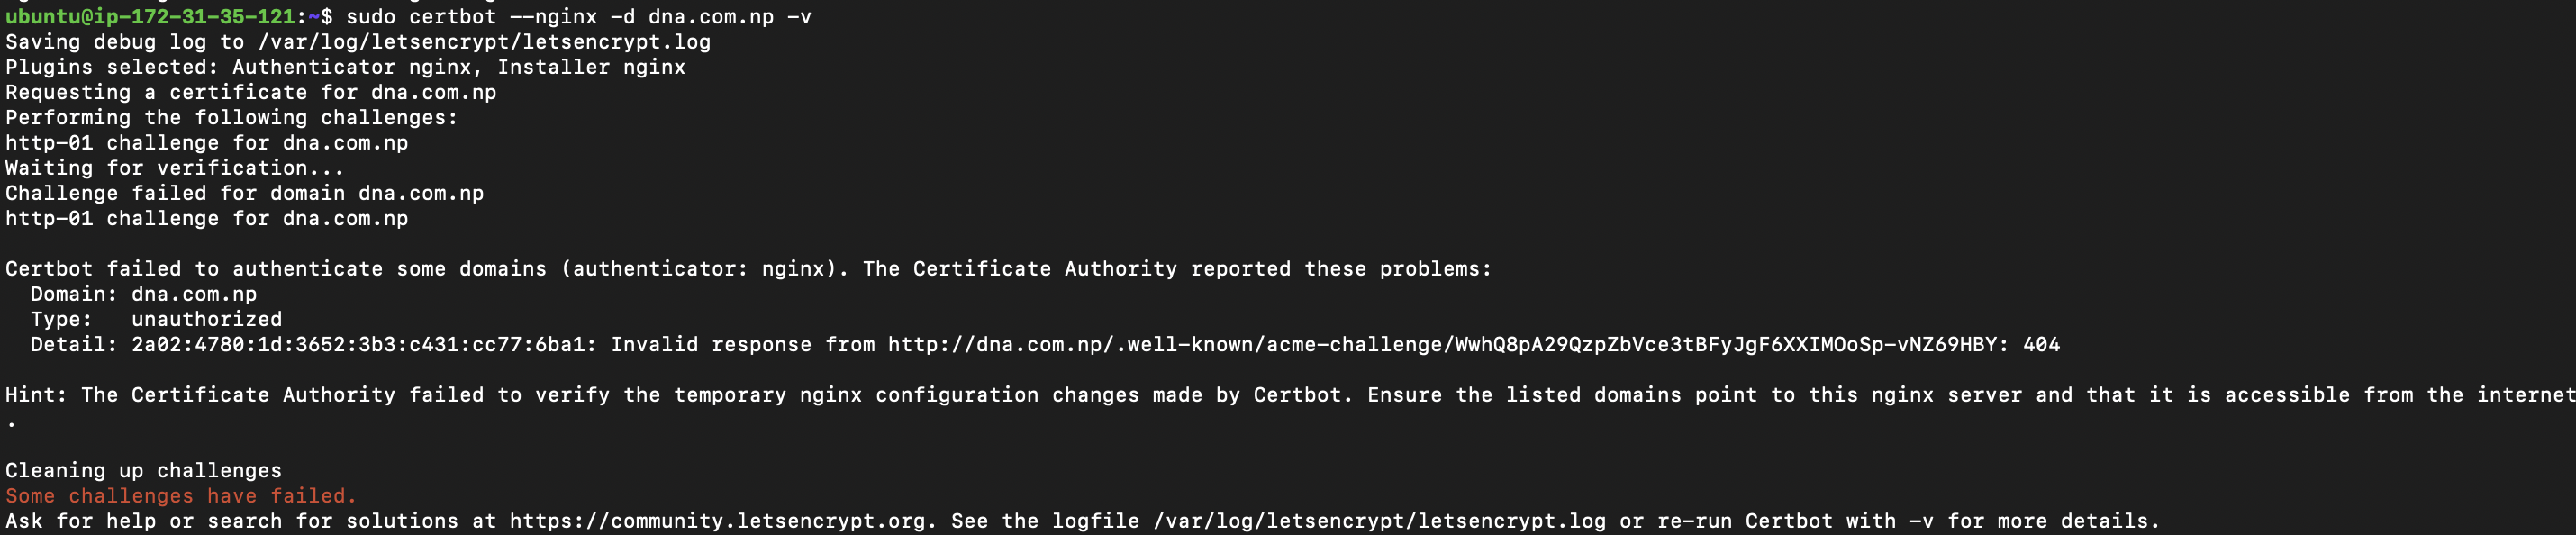 ubuntu@ip-172-31-35-121:~$ sudo certbot --nginx -d dna.com.np -v
Saving debug log to /var/log/letsencrypt/letsencrypt.log
Plugins selected: Authenticator nginx, Installer nginx
Requesting a certificate for dna.com.np
Performing the following challenges:
http-01 challenge for dna.com.np
Waiting for verification...
Challenge failed for domain dna.com.np
http-01 challenge for dna.com.np

Certbot failed to authenticate some domains (authenticator: nginx). The Certificate Authority reported these problems:
  Domain: dna.com.np
  Type:   unauthorized
  Detail: 2a02:4780:1d:3652:3b3:c431:cc77:6ba1: Invalid response from http://dna.com.np/.well-known/acme-challenge/WwhQ8pA29QzpZbVce3tBFyJgF6XXIMOoSp-vNZ69HBY: 404

Hint: The Certificate Authority failed to verify the temporary nginx configuration changes made by Certbot. Ensure the listed domains point to this nginx server and that it is accessible from the internet
.

Cleaning up challenges
Some challenges have failed.
Ask for help or search for solutions at https://community.letsencrypt.org. See the logfile /var/log/letsencrypt/letsencrypt.log or re-run Certbot with -v for more details.